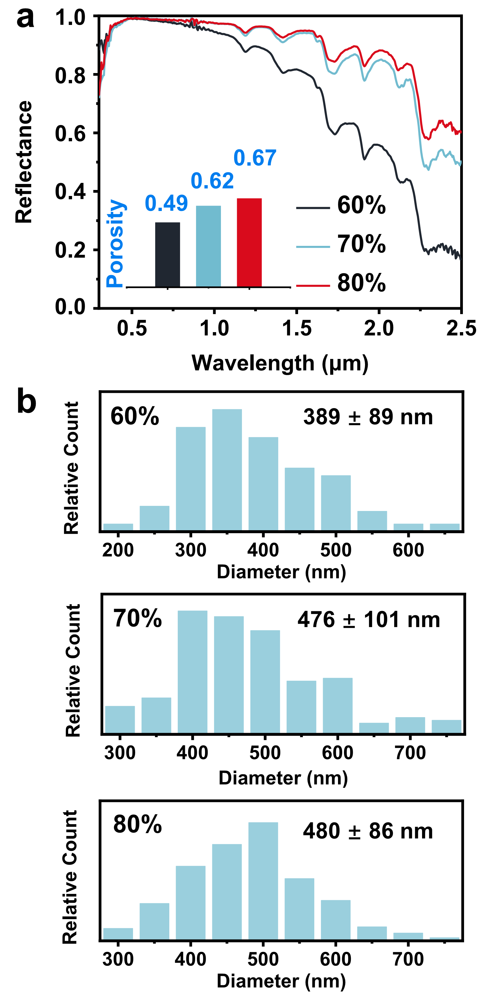 a
Reflectance
1.0
0.8
0.6
0.4
0.2
0.0
Porosity
0.49
0.62
0.67
60%
70%
80%
0.5 1.0 1.5 2.0 2.5
Wavelength (μm)
b
Relative Count
60%
389 ± 89 nm
200 300 400 500 600
Diameter (nm)
Relative Count
70%
476 ± 101 nm
300 400 500 600 700
Diameter (nm)
Relative Count
80%
480 ± 86 nm
300 400 500 600 700
Diameter (nm)